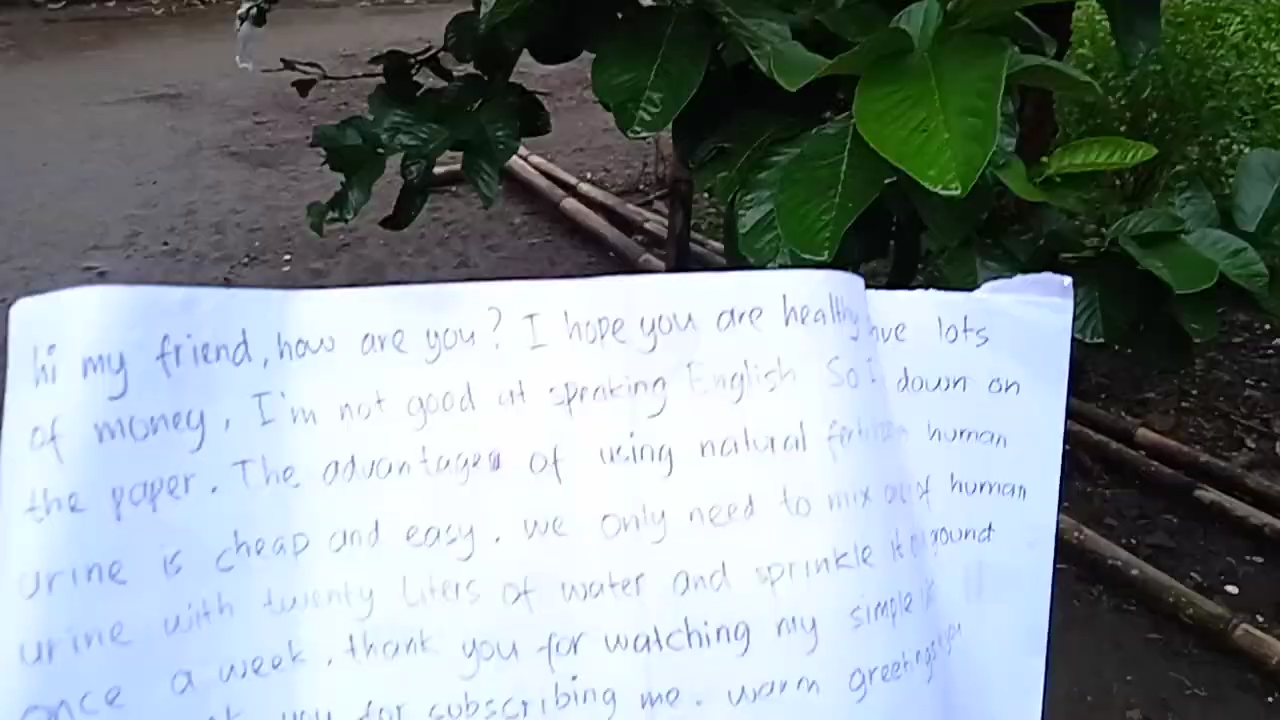 hi my friend, how are you? I hope you are healthy lots
of money, I'm not good at speaking English So i down on
the paper. The advantages of using natural human
urine is cheap and easy. we only need to mix of human
urine with twenty liters of water and sprinkle it
once a week, thank you for watching my simple
you for subscribing me. warm greetings